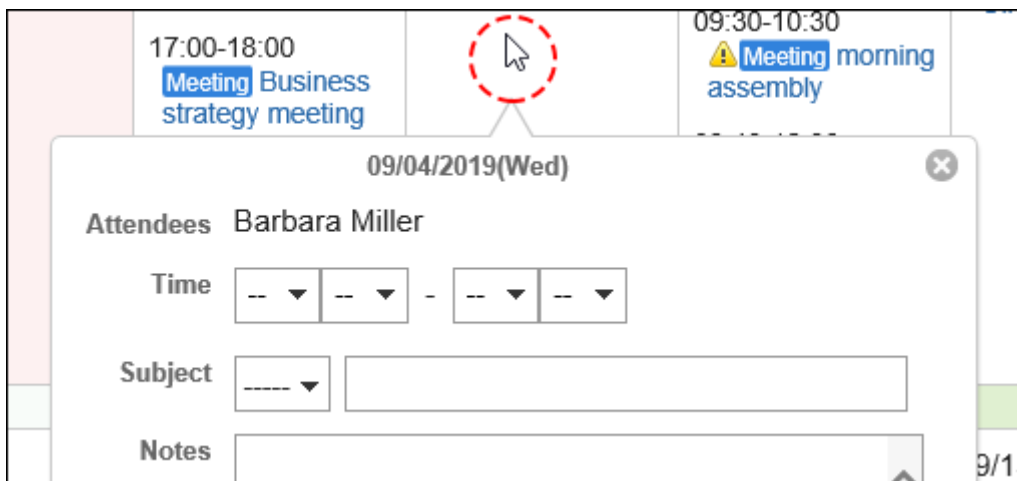 17:00-18:00
Meeting Business
strategy meeting
09:30-10:30
Meeting morning
assembly
09/04/2019(Wed)
Attendees Barbara Miller
Time -- -- - -- --
Subject -----
Notes
9/1